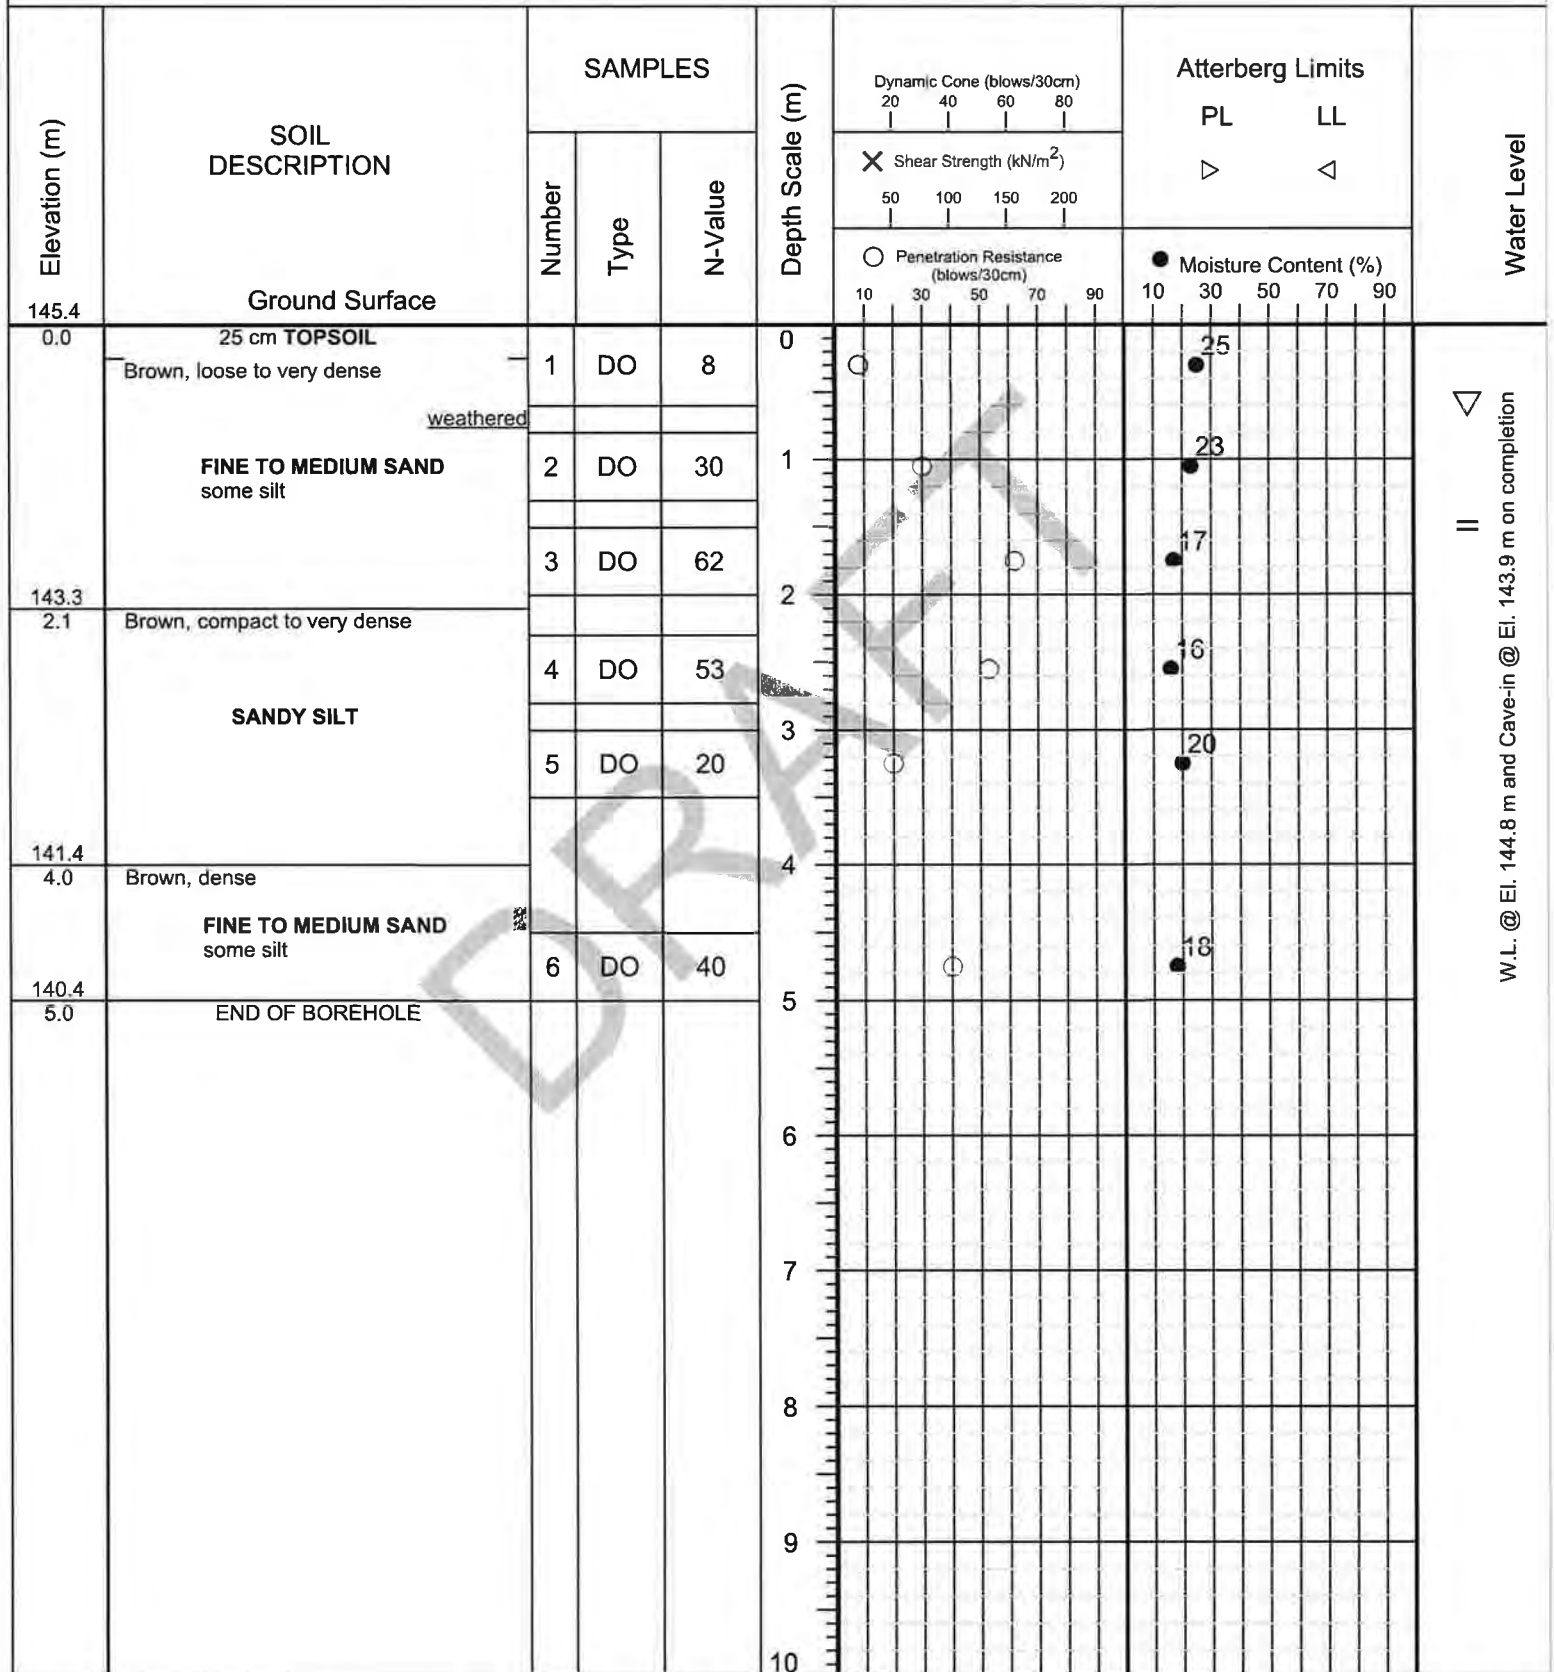 Elevation (m)
SOIL
DESCRIPTION
Ground Surface
SAMPLES
Number
Type
N-Value
Depth Scale (m)
Dynamic Cone (blows/30cm)
20 40 60 80
Shear Strength (kN/m2)
50 100 150 200
Penetration Resistance
(blows/30cm)
10 30 50 70 90
Atterberg Limits
PL LL
Moisture Content (%)
10 30 50 70 90
Water Level
145.4
0.0 25 cm TOPSOIL
Brown, loose to very dense
1 DO 8
0
25
weathered
FINE TO MEDIUM SAND
some silt
2 DO 30
1
23
3 DO 62
17
143.3
2.1 Brown, compact to very dense
2
4 DO 53
16
SANDY SILT
3
5 DO 20
20
141.4
4.0 Brown, dense
4
FINE TO MEDIUM SAND
some silt
6 DO 40
18
140.4
5.0 END OF BOREHOLE
5
6
7
8
9
10
W.L. @ El. 144.8 m and Cave-in @ El. 143.9 m on completion
DRAFT